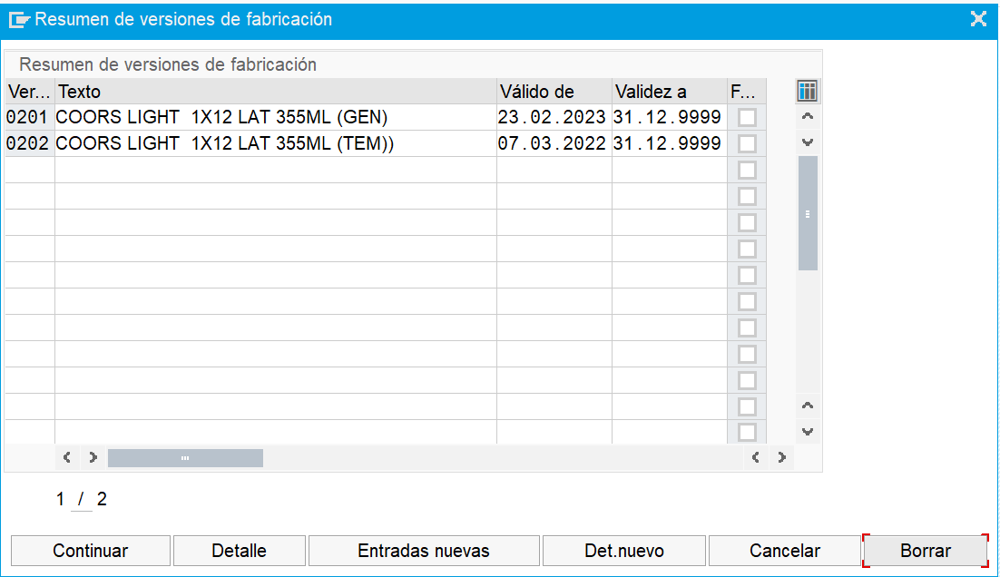 Resumen de versiones de fabricación
Resumen de versiones de fabricación
Ver... Texto Válido de Validez a F...
0201 COORS LIGHT  1X12 LAT 355ML (GEN) 23.02.2023 31.12.9999
0202 COORS LIGHT  1X12 LAT 355ML (TEM)) 07.03.2022 31.12.9999
1 / 2
Continuar Detalle Entradas nuevas Det.nuevo Cancelar Borrar